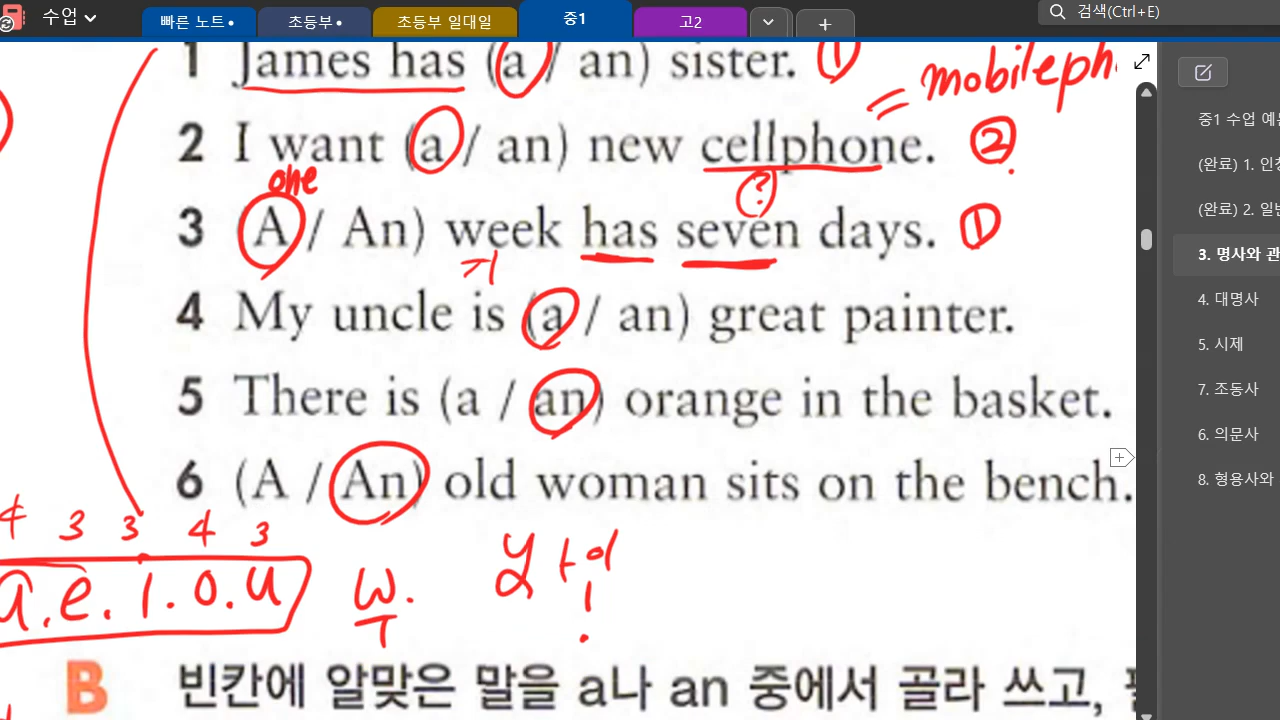 수업
빠른 노트•
초등부•
초등부 일대일
중1
고2
검색(Ctrl+E)
1 James has (a / an) sister. ①
= mobileph
2 I want (a / an) new cellphone. ②
one
?
3 (A / An) week has seven days. ①
4 My uncle is (a / an) great painter.
5 There is (a / an) orange in the basket.
6 (A / An) old woman sits on the bench.
4 3 3 4 3
a. e. i. o. u
w.
B 빈칸에 알맞은 말을 a나 an 중에서 골라 쓰고,
중1 수업
(완료) 1.
(완료) 2.
3. 명사와
4. 대명사
5. 시제
7. 조동사
6. 의문사
8. 형용사와